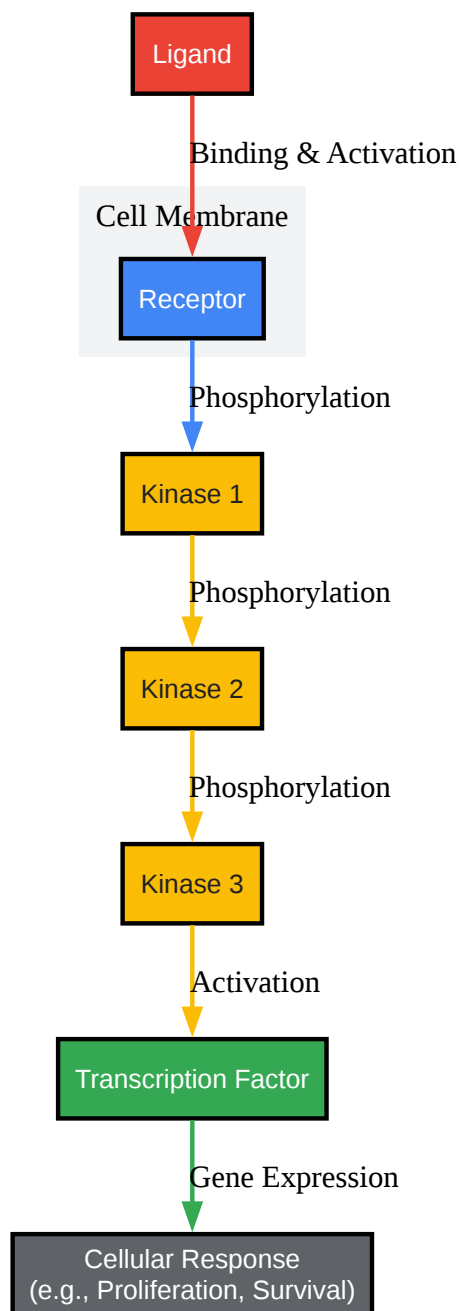 Ligand
Binding & Activation
Cell Membrane
Receptor
Phosphorylation
Kinase 1
Phosphorylation
Kinase 2
Phosphorylation
Kinase 3
Activation
Transcription Factor
Gene Expression
Cellular Response
(e.g., Proliferation, Survival)